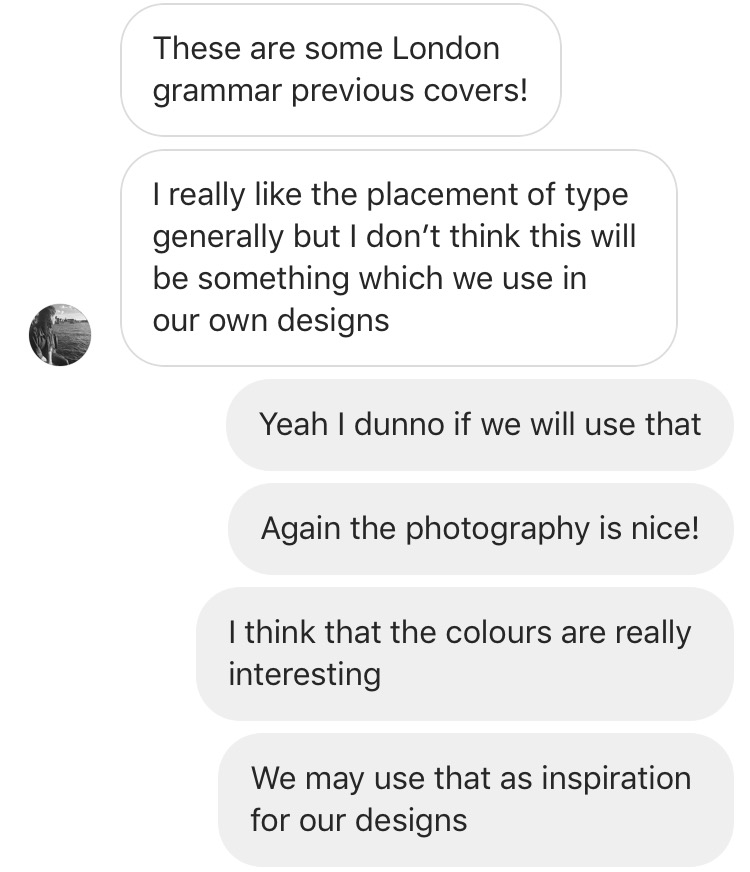 These are some London
grammar previous covers!
I really like the placement of type
generally but I don’t think this will
be something which we use in
our own designs
Yeah I dunno if we will use that
Again the photography is nice!
I think that the colours are really
interesting
We may use that as inspiration
for our designs